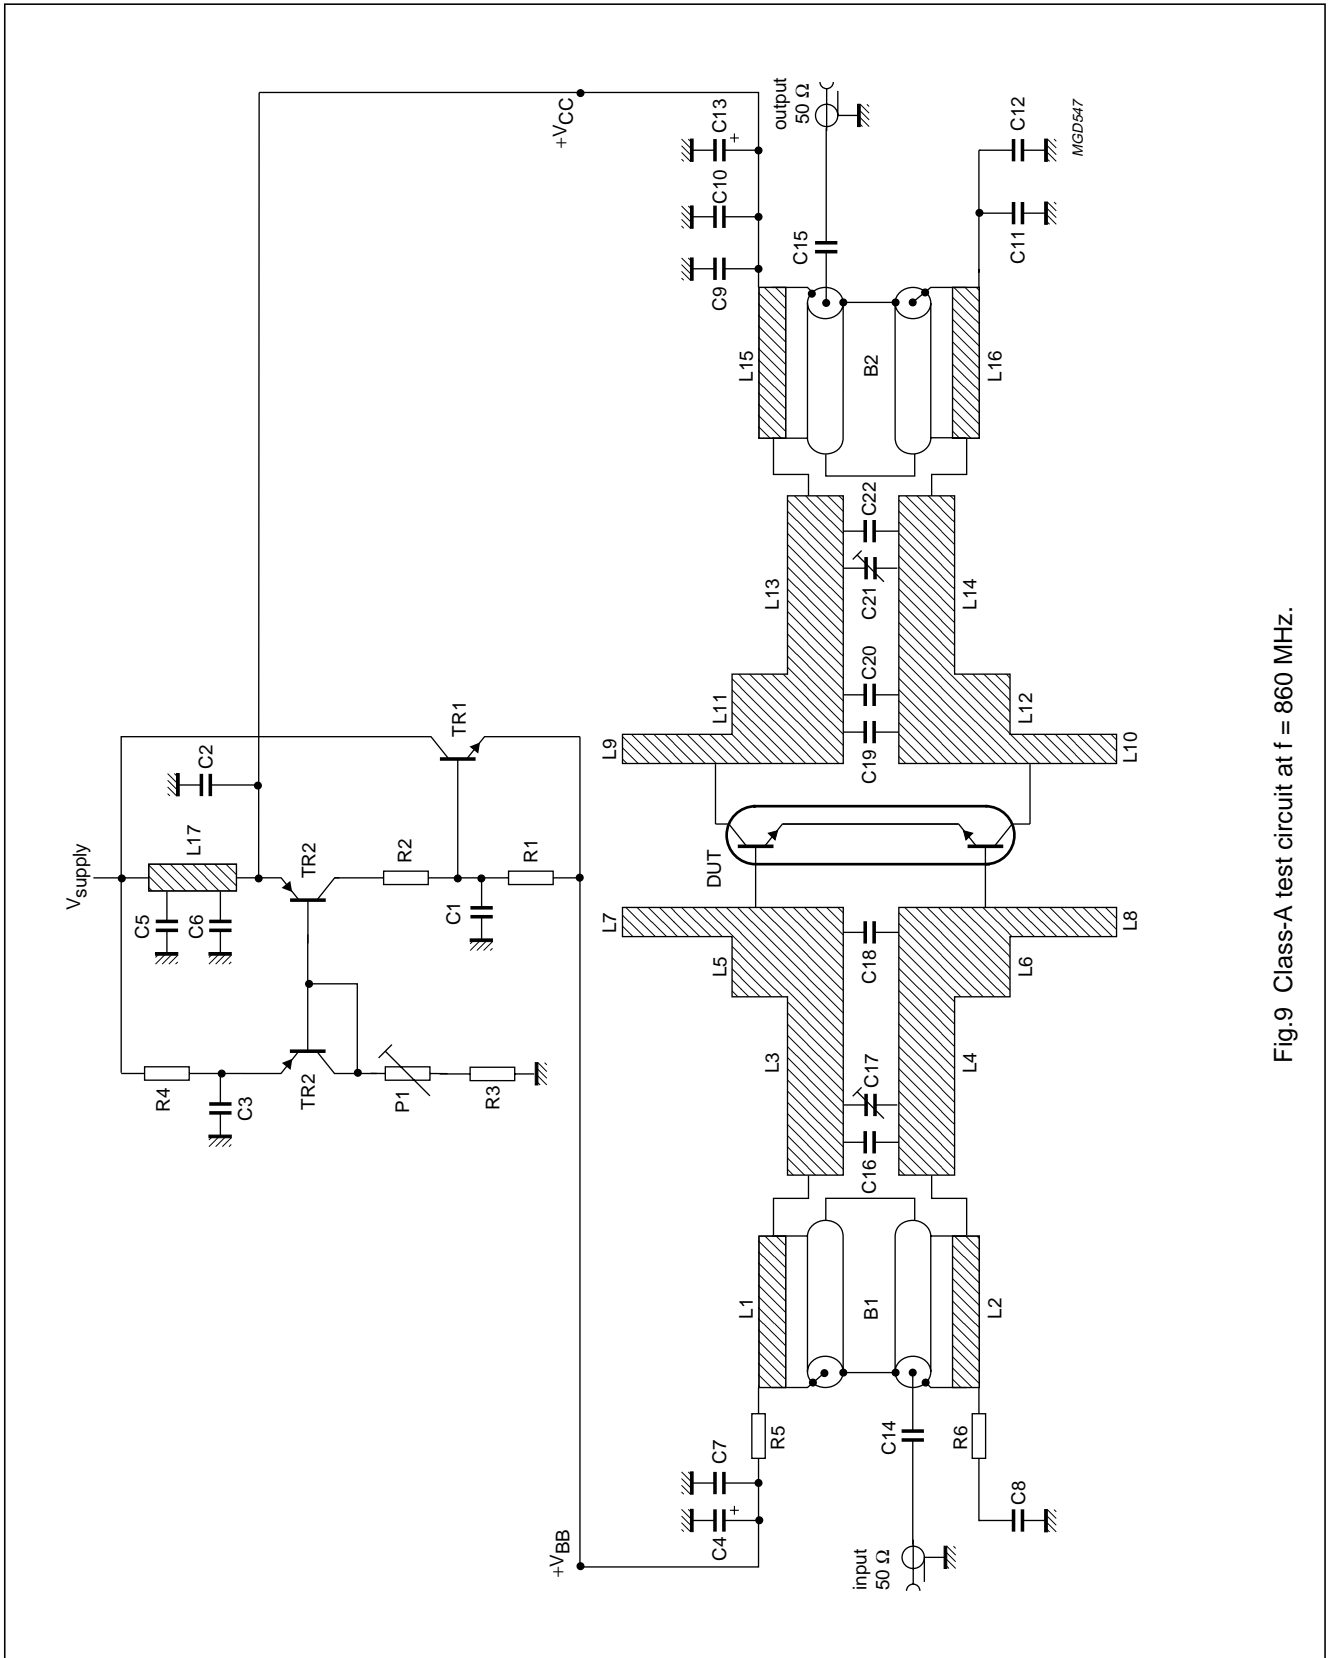 Vsupply
R4
C3
TR2
P1
R3
C5
C6
L17
C2
TR2
R2
C1
R1
TR1
+VBB
+VCC
C4
+
C7
R5
input
50 Ω
C14
C8
R6
L1
B1
L2
L3
C16
C17
L4
L5
C18
L6
L7
L8
DUT
L9
L10
L11
C19
C20
L12
L13
C21
C22
L14
L15
B2
L16
C9
C10
C13
+
C15
output
50 Ω
C11
C12
MGD547
Fig.9 Class-A test circuit at f = 860 MHz.